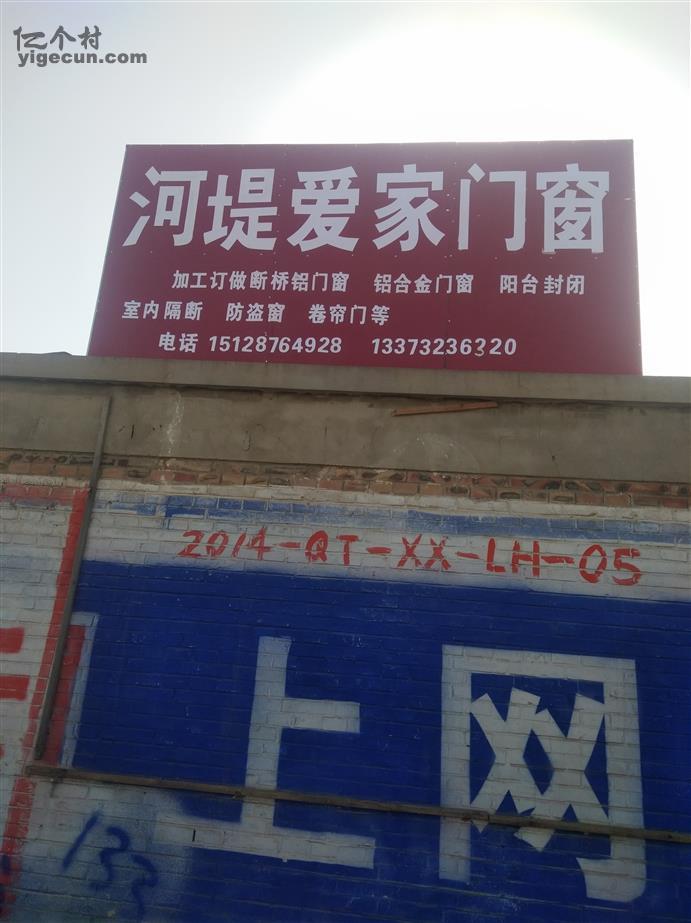 亿个村
yigecun.com
河堤爱家门窗
加工订做断桥铝门窗 铝合金门窗 阳台封闭
室内隔断 防盗窗 卷帘门等
电话 15128764928 13373236320
2014-QT-XX-LH-05
上网
133